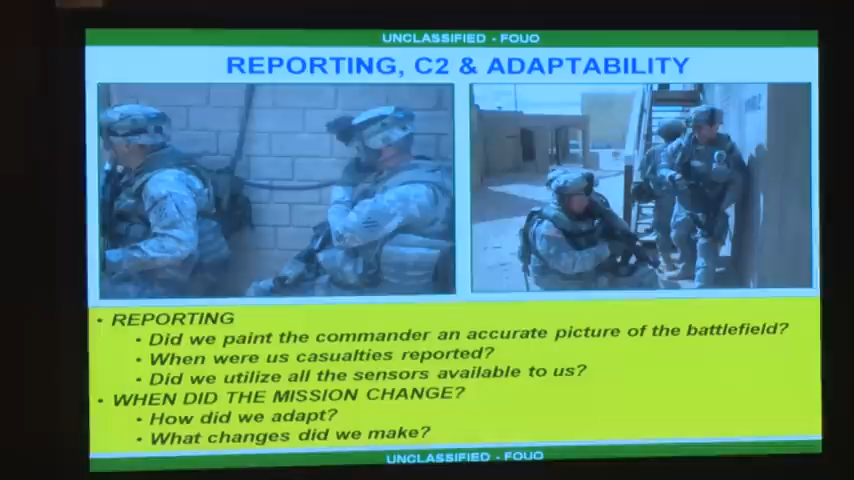 UNCLASSIFIED - FOUO
REPORTING, C2 & ADAPTABILITY
• REPORTING
• Did we paint the commander an accurate picture of the battlefield?
• When were us casualties reported?
• Did we utilize all the sensors available to us?
• WHEN DID THE MISSION CHANGE?
• How did we adapt?
• What changes did we make?
UNCLASSIFIED - FOUO